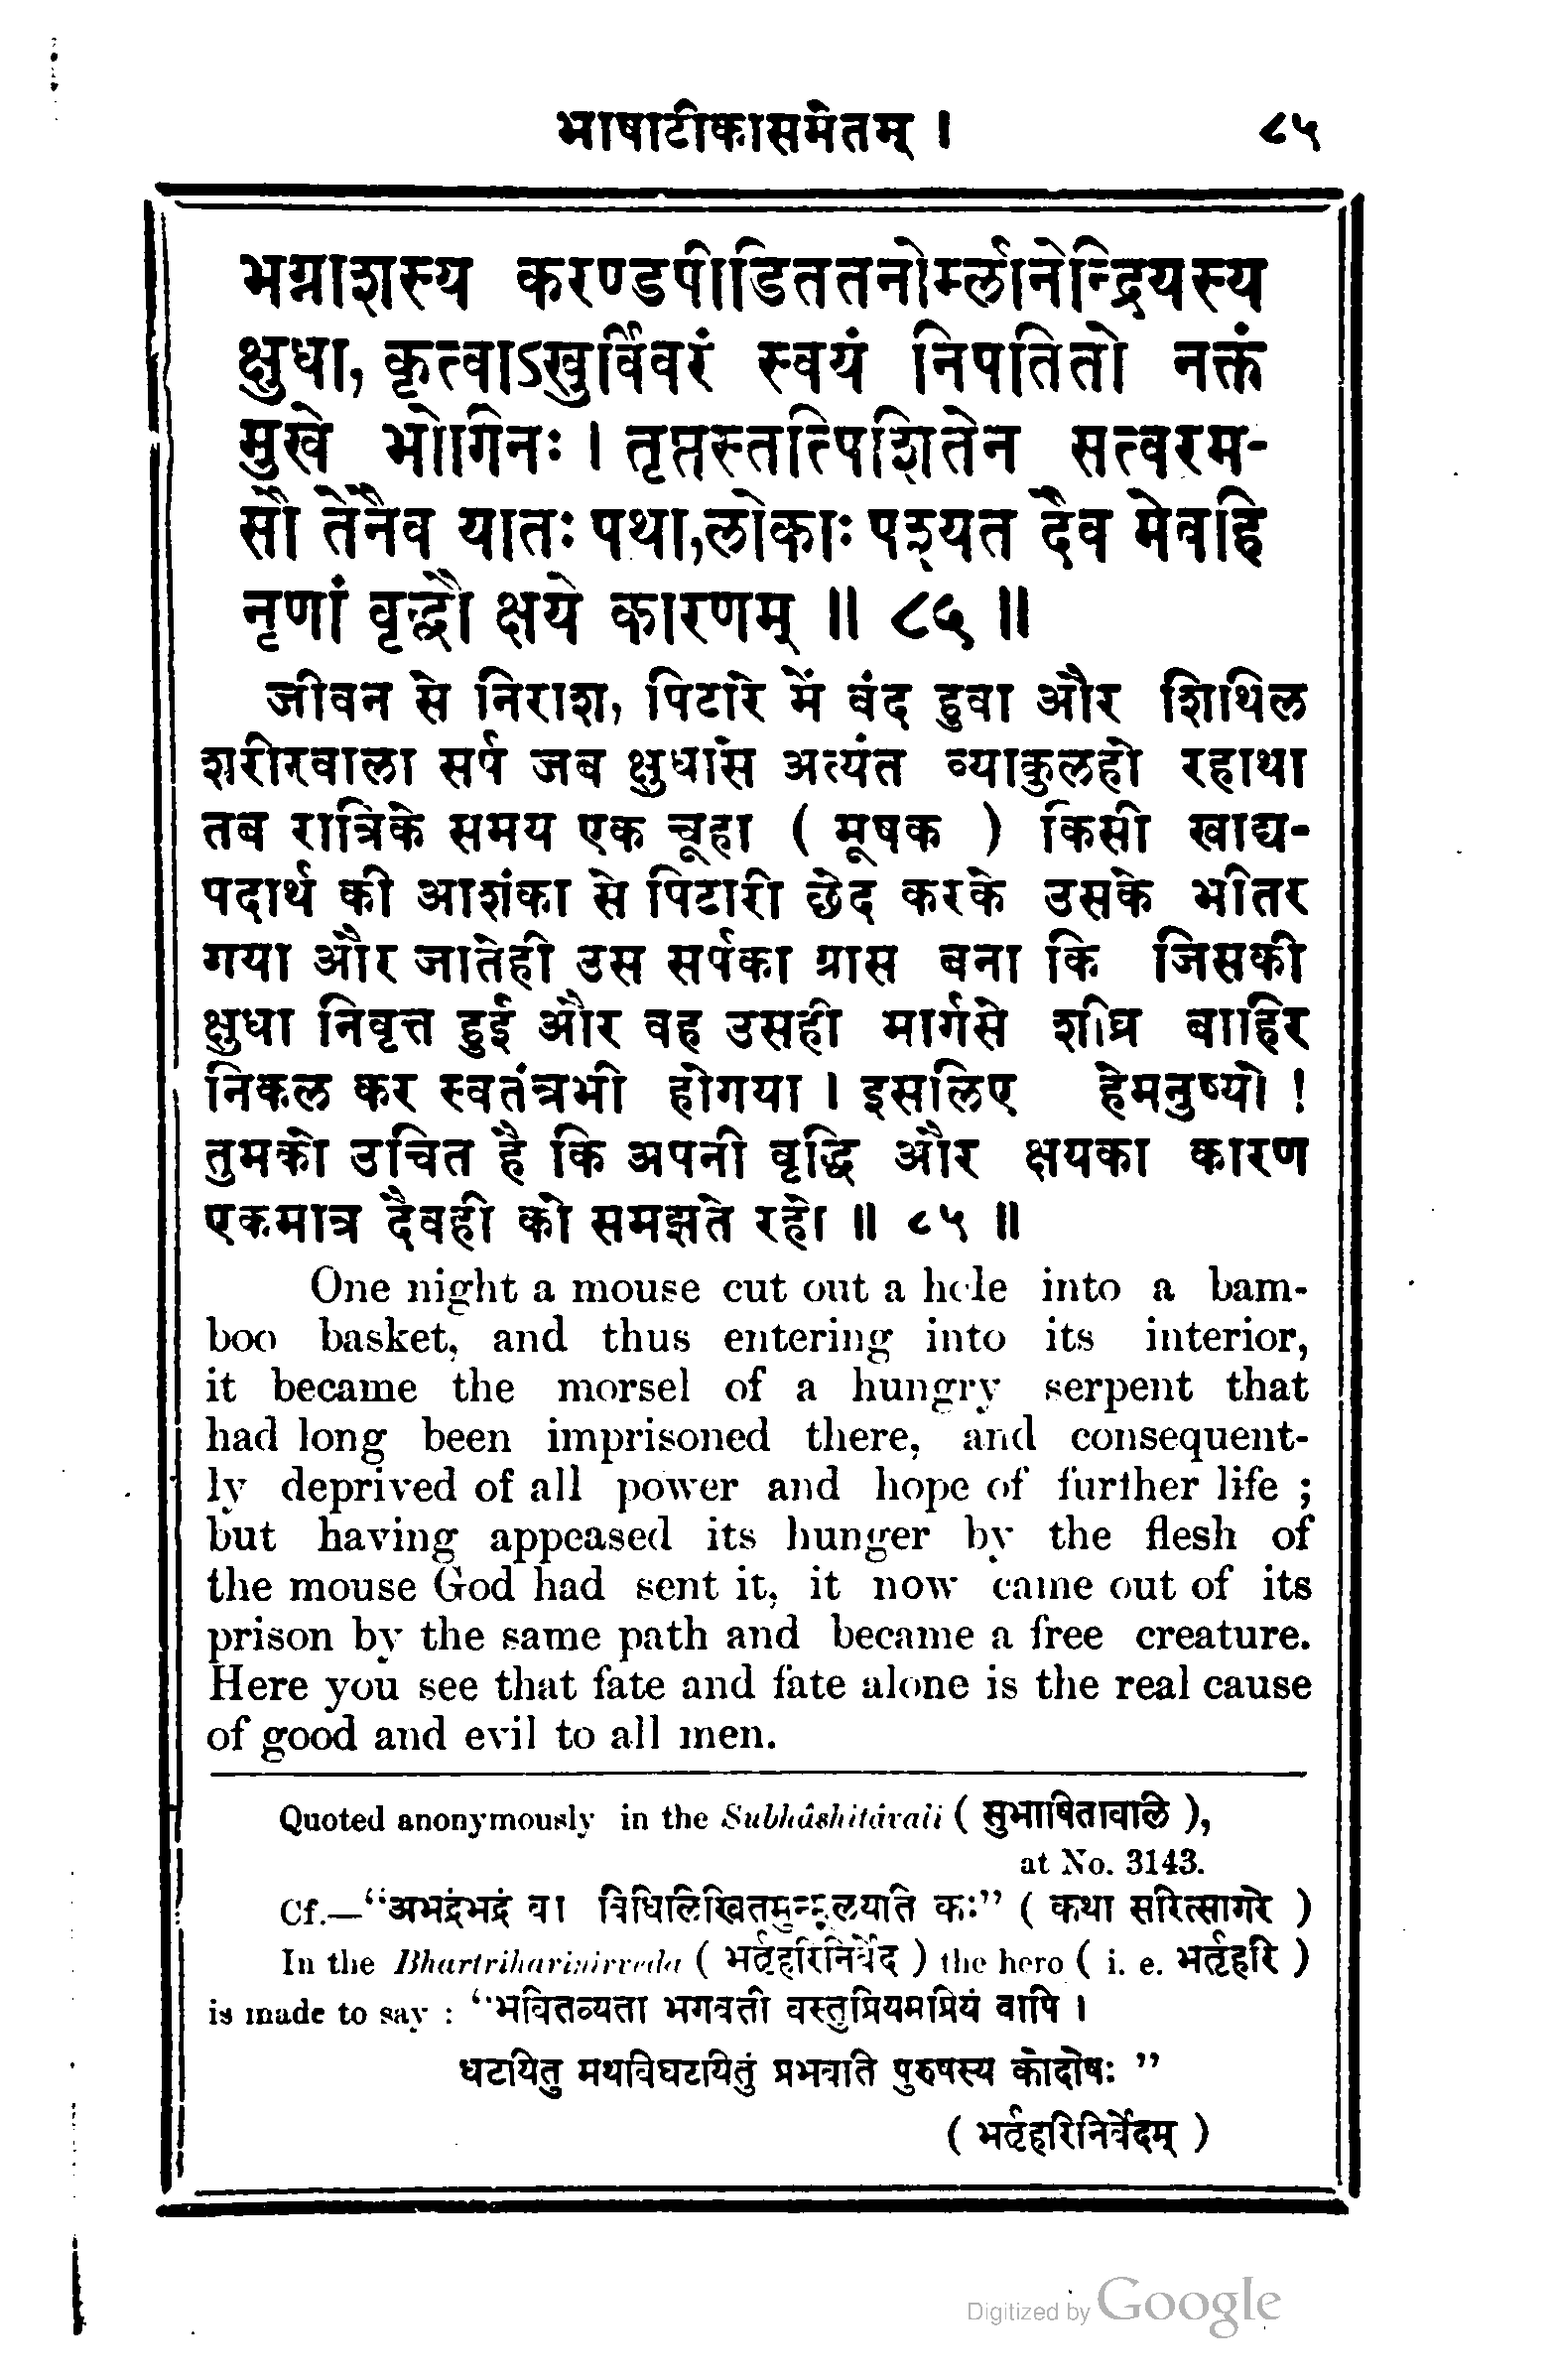 भाषाटीकासमेतम् । ८५
भग्नाशस्य करण्डपीडिततनोर्म्लानेन्द्रियस्य
क्षुधा, कृत्वाऽखुर्विवरं स्वयं निपतितो नक्तं
मुखे भोगिनः । तृप्तस्तत्पिशितेन सत्वरम-
सौ तेनैव यातः पथा,लोकाः पश्यत दैव मेवहि
नृणां वृद्धौ क्षये कारणम् ॥ ८५ ॥
जीवन से निराश, पिटारे में बंद हुवा और शिथिल
शरीरवाला सर्प जब क्षुधासे अत्यंत व्याकुलहो रहाथा
तब रात्रिके समय एक चूहा ( मूषक ) किसी खाद्य-
पदार्थ की आशंका से पिटारी छेद करके उसके भीतर
गया और जातेही उस सर्पका ग्रास बना कि जिसकी
क्षुधा निवृत्त हुई और वह उसही मार्गसे शीघ्र बाहिर
निकल कर स्वतंत्रभी होगया । इसलिए हेमनुष्यो !
तुमको उचित है कि अपनी वृद्धि और क्षयका कारण
एकमात्र दैवही को समझते रहो ॥ ८५ ॥
One night a mouse cut out a hole into a bam-
boo basket, and thus entering into its interior,
it became the morsel of a hungry serpent that
had long been imprisoned there, and consequent-
ly deprived of all power and hope of further life ;
but having appeased its hunger by the flesh of
the mouse God had sent it, it now came out of its
prison by the same path and became a free creature.
Here you see that fate and fate alone is the real cause
of good and evil to all men.
Quoted anonymously in the Subhâshitâvali ( सुभाषितावलि ),
at No. 3143.
Cf.—"अभद्रंभद्रं वा विधिलिखितमुन्मूलयति कः" ( कथा सरित्सागरे )
In the Bhartriharinirveda ( भर्तृहरिनिर्वेद ) the hero ( i. e. भर्तृहरि )
is made to say : "भवितव्यता भगवती वस्तुप्रियमप्रियं वापि ।
घटयितु मथविघटयितुं प्रभवति पुरुषस्य कोदोषः "
( भर्तृहरिनिर्वेदम् )
Digitized by Google